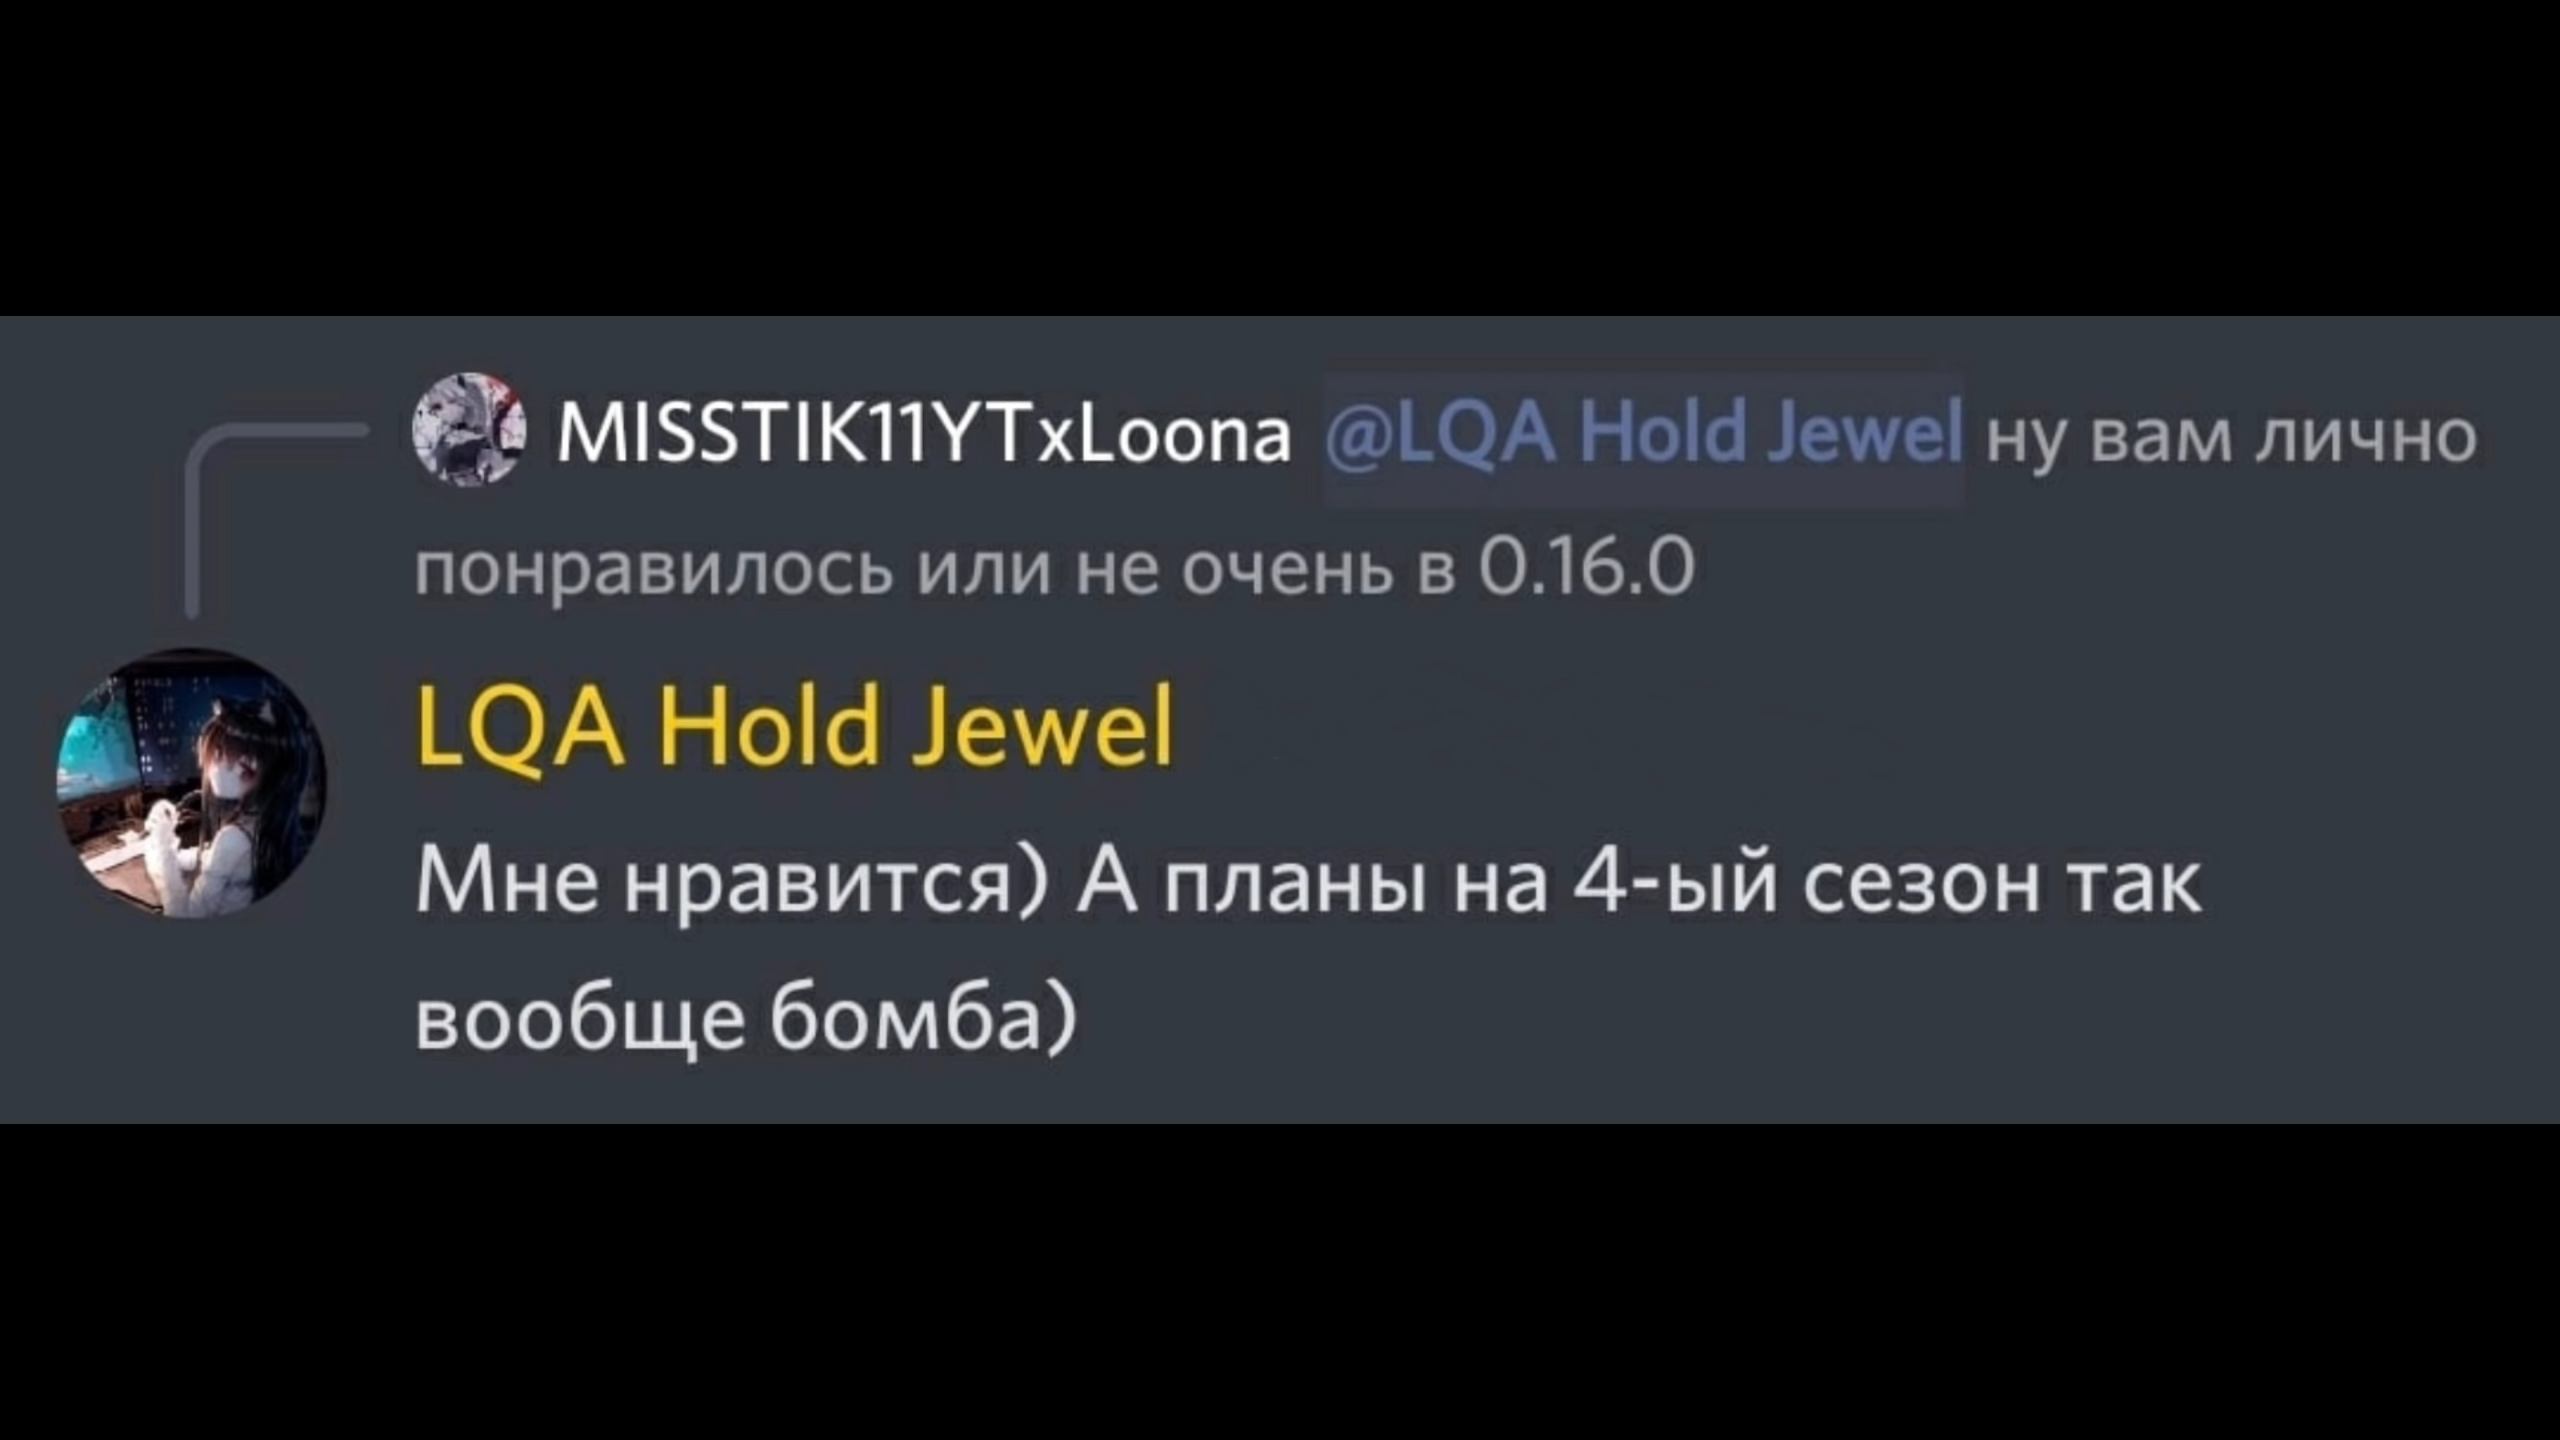 MISSTIK11YTxLoona @LQA Hold Jewel ну вам лично
понравилось или не очень в 0.16.0
LQA Hold Jewel
Мне нравится) А планы на 4-ый сезон так
вообще бомба)